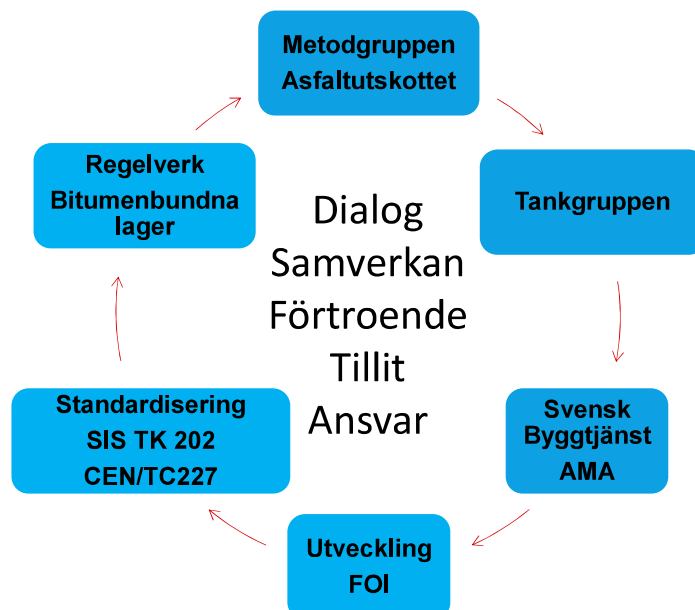 Metodgruppen
Asfaltutskottet
Tankgruppen
Svensk
Byggtjänst
AMA
Utveckling
FOI
Standardisering
SIS TK 202
CEN/TC227
Regelverk
Bitumenbundna
lager
Dialog
Samverkan
Förtroende
Tillit
Ansvar